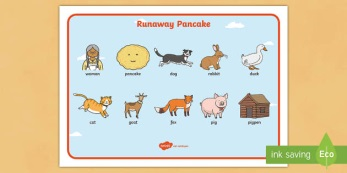 Runaway Pancake
woman pancake dog rabbit duck
cat goat fox pig pigpen
ink saving Eco